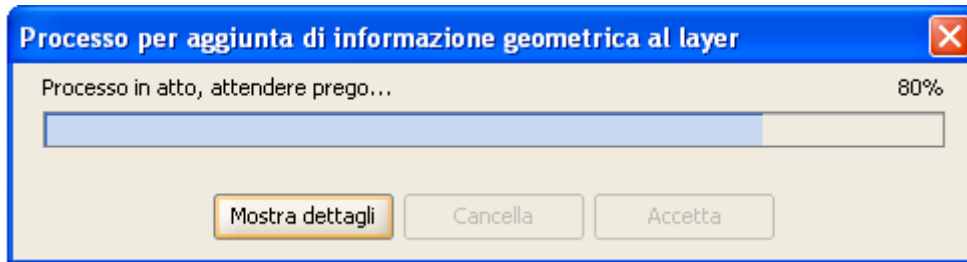 Processo per aggiunta di informazione geometrica al layer
Processo in atto, attendere prego... 80%
Mostra dettagli Cancella Accetta